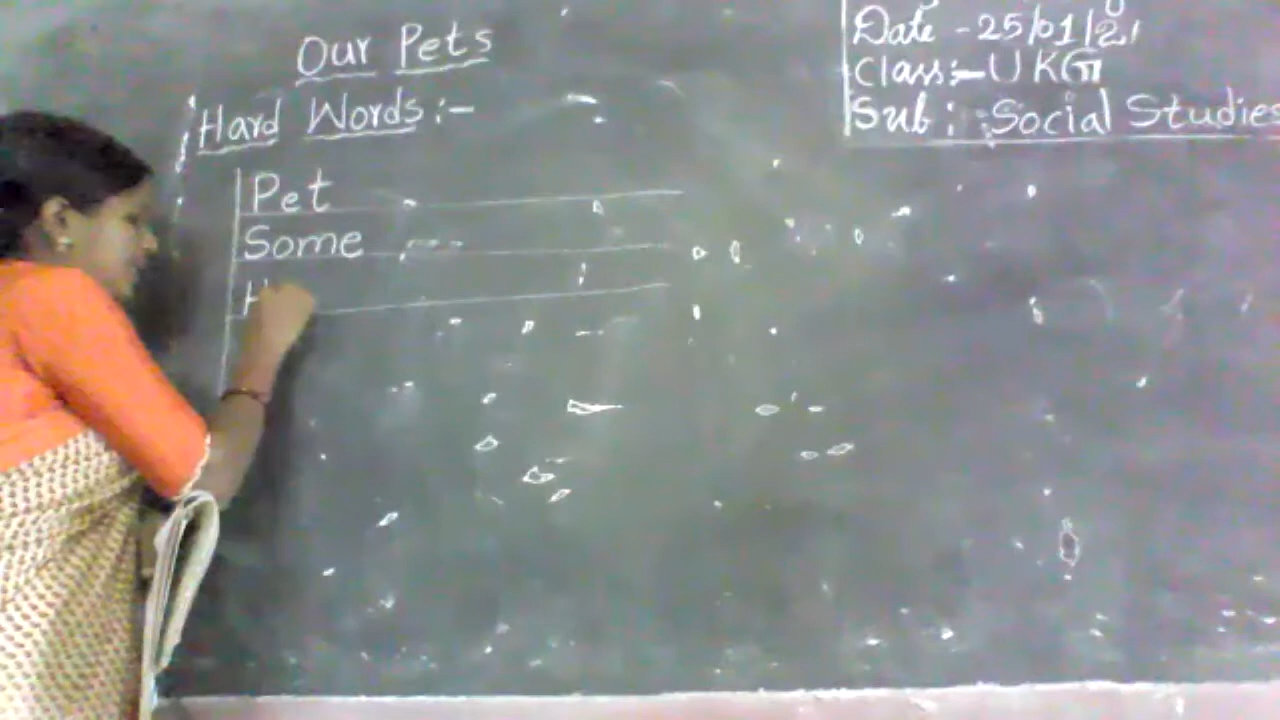 Our Pets
Hard Words:-
Pet
Some
H
Date - 25/01/21
Class:- UKG
Sub: :Social Studies